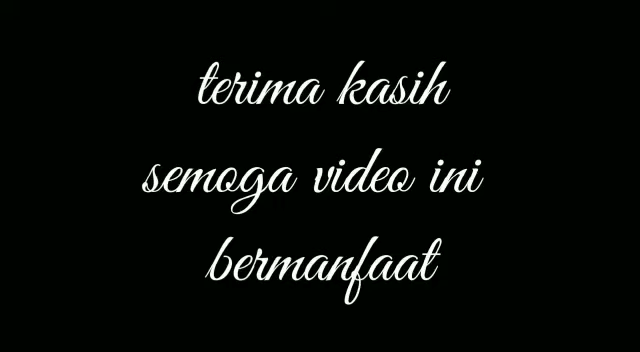 terima kasih
semoga video ini
bermanfaat